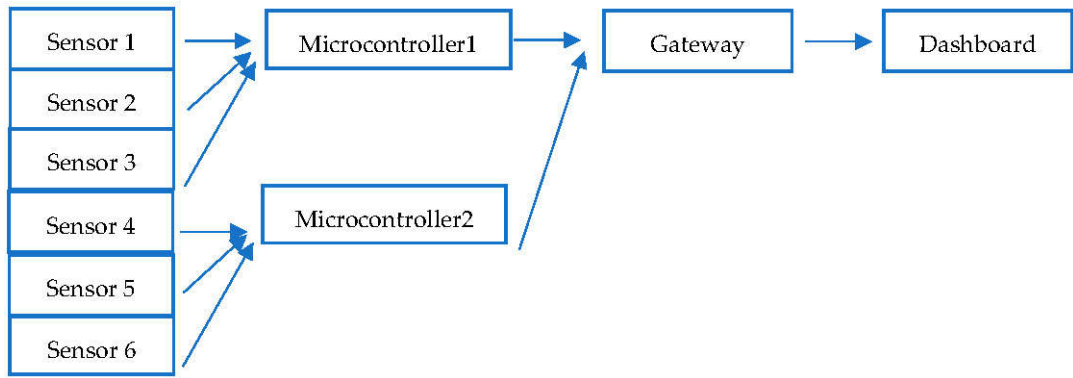 Sensor 1
Sensor 2
Sensor 3
Sensor 4
Sensor 5
Sensor 6
Microcontroller1
Microcontroller2
Gateway
Dashboard